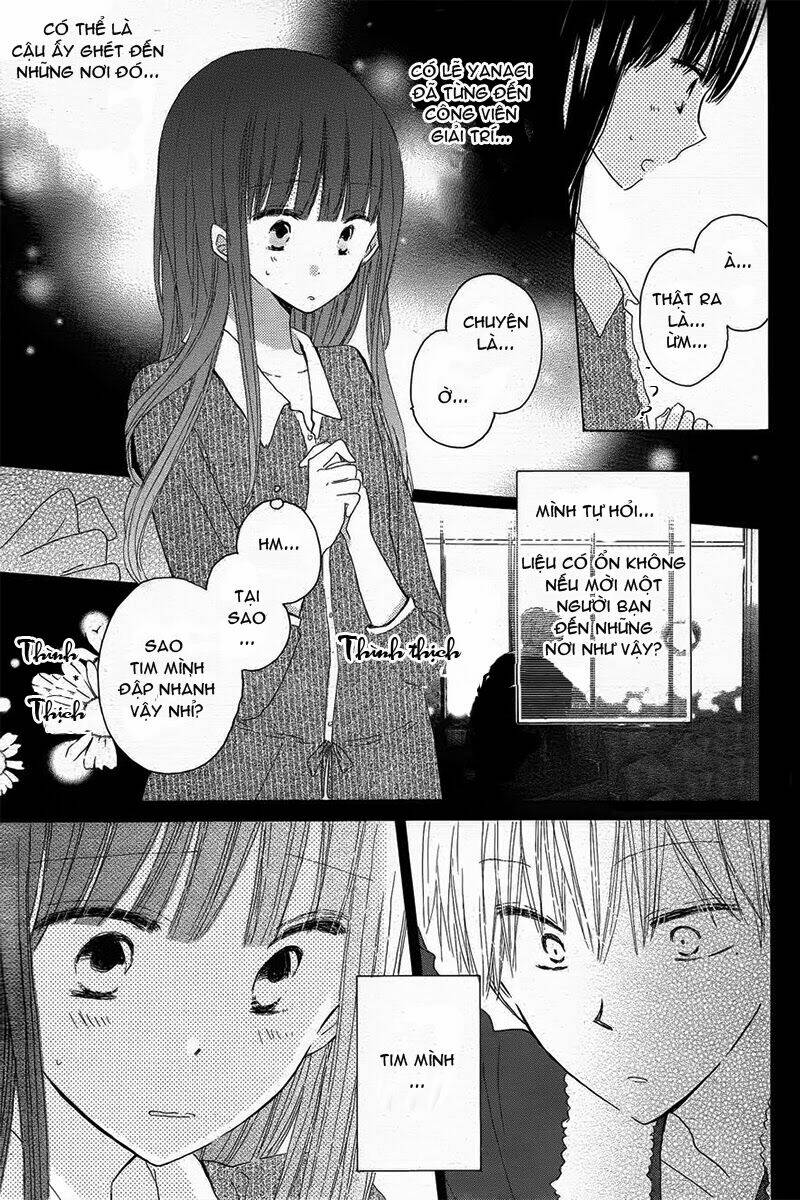 CÓ LẼ YANAGI
ĐÃ TỪNG ĐẾN
CÔNG VIÊN
GIẢI TRÍ...
CÓ THỂ LÀ
CẬU ẤY GHÉT ĐẾN
NHỮNG NƠI ĐÓ...
À...
THẬT RA
LÀ...
ỪM...
CHUYỆN
LÀ...
Ở...
MÌNH TỰ HỎI...
LIỆU CÓ ỔN KHÔNG
NẾU MỜI MỘT
NGƯỜI BẠN
ĐẾN NHỮNG
NƠI NHƯ VẬY?
HM...
TẠI
SAO
...
SAO
TIM MÌNH
ĐẬP NHANH
VẬY NHỈ?
Thình thịch
Thình
Thịch
TIM MÌNH
...